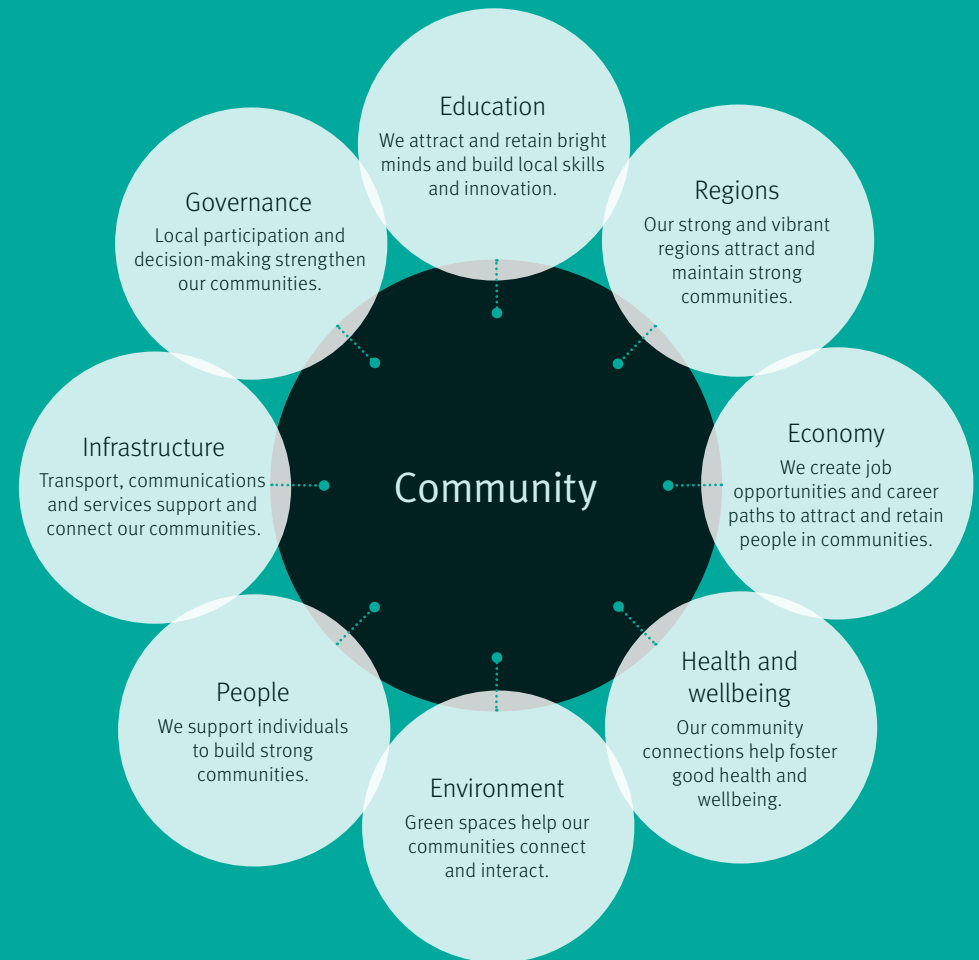 Education
We attract and retain bright
minds and build local skills
and innovation.
Regions
Our strong and vibrant
regions attract and
maintain strong
communities.
Economy
We create job
opportunities and career
paths to attract and retain
people in communities.
Health and
wellbeing
Our community
connections help foster
good health and
wellbeing.
Environment
Green spaces help our
communities connect
and interact.
People
We support individuals
to build strong
communities.
Infrastructure
Transport, communications
and services support and
connect our communities.
Governance
Local participation and
decision-making strengthen
our communities.
Community